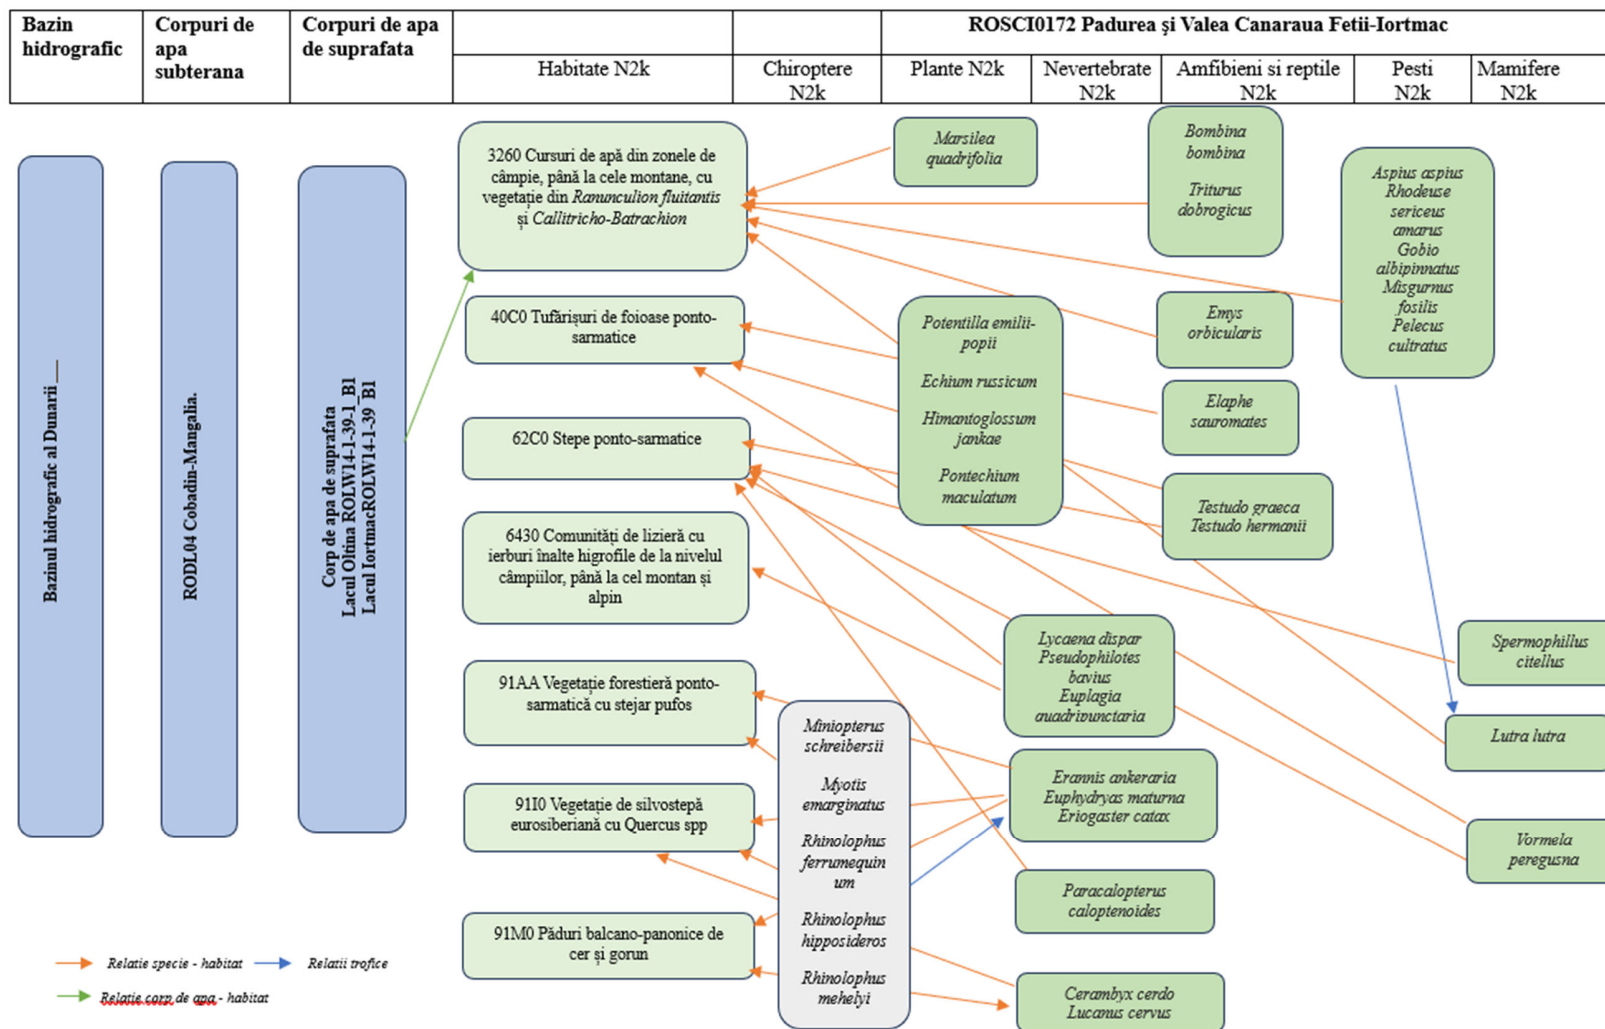 Bazin
hidrografic
Corpuri de
apa
subterana
Corpuri de apa
de suprafata
ROSCI0172 Padurea şi Valea Canaraua Fetii-Iortmac
Habitate N2k
Chiroptere
N2k
Plante N2k
Nevertebrate
N2k
Amfibieni si reptile
N2k
Pesti
N2k
Mamifere
N2k
Bazinul hidrografic al Dunarii___
RODL04 Cobadin-Mangalia.
Corp de apa de suprafata
Lacul Oltina ROLW14-1-39-1_B1
Lacul IortmacROLW14-1-39_B1
3260 Cursuri de apă din zonele de
câmpie, până la cele montane, cu
vegetație din Ranunculion fluitantis
și Callitricho-Batrachion
40C0 Tufărișuri de foioase ponto-
sarmatice
62C0 Stepe ponto-sarmatice
6430 Comunități de lizieră cu
ierburi înalte higrofile de la nivelul
câmpiilor, până la cel montan și
alpin
91AA Vegetație forestieră ponto-
sarmatică cu stejar pufos
91I0 Vegetație de silvostepă
eurosiberiană cu Quercus spp
91M0 Păduri balcano-panonice de
cer și gorun
Miniopterus
schreibersii
Myotis
emarginatus
Rhinolophus
ferrumequin
um
Rhinolophus
hipposideros
Rhinolophus
mehelyi
Marsilea
quadrifolia
Potentilla emilii-
popii
Echium russicum
Himantoglossum
jankae
Pontechium
maculatum
Lycaena dispar
Pseudophilotes
bavius
Euplagia
quadripunctaria
Erannis ankeraria
Euphydryas maturna
Eriogaster catax
Paracalopterus
caloptenoides
Cerambyx cerdo
Lucanus cervus
Bombina
bombina
Triturus
dobrogicus
Emys
orbicularis
Elaphe
sauromates
Testudo graeca
Testudo hermanii
Aspius aspius
Rhodeuse
sericeus
amarus
Gobio
albipinnatus
Misgurnus
fosilis
Pelecus
cultratus
Spermophillus
citellus
Lutra lutra
Vormela
peregusna
Relatie specie - habitat
Relatii trofice
Relatie corp de apa - habitat